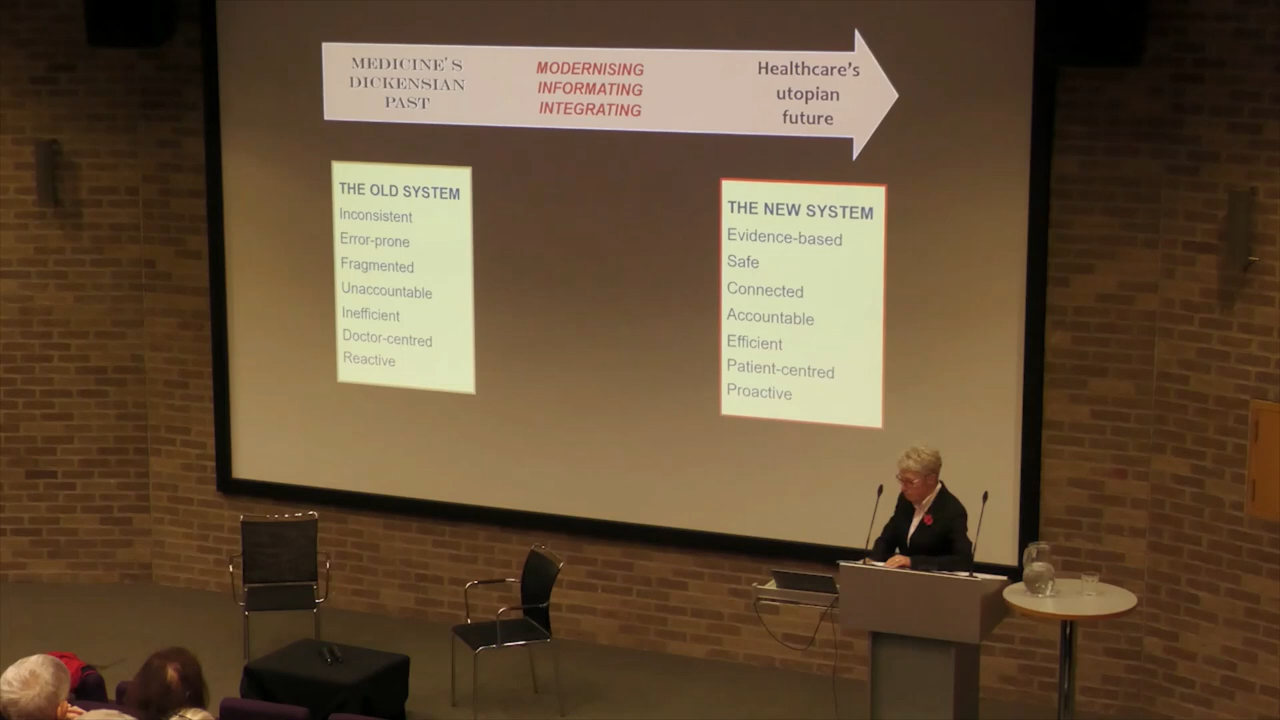 MEDICINE'S
DICKENSIAN
PAST
MODERNISING
INFORMATING
INTEGRATING
Healthcare's
utopian
future
THE OLD SYSTEM
Inconsistent
Error-prone
Fragmented
Unaccountable
Inefficient
Doctor-centred
Reactive
THE NEW SYSTEM
Evidence-based
Safe
Connected
Accountable
Efficient
Patient-centred
Proactive